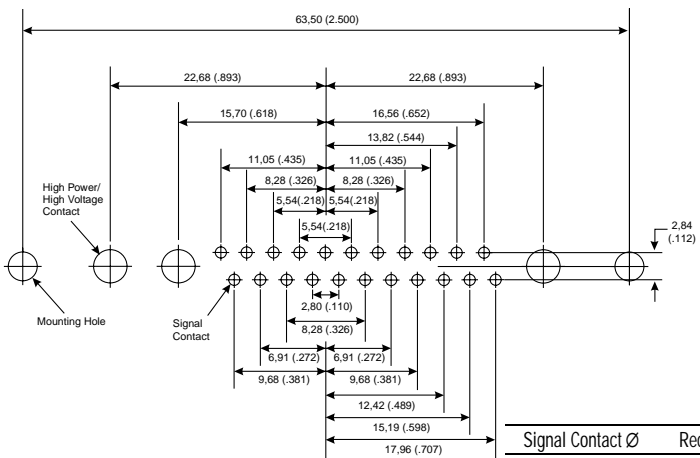 63,50 (2.500)
22,68 (.893) 22,68 (.893)
15,70 (.618) 16,56 (.652)
13,82 (.544)
11,05 (.435) 11,05 (.435)
High Power/
High Voltage
Contact
8,28 (.326) 8,28 (.326)
5,54(.218) 5,54(.218)
5,54(.218)
2,84
(.112)
Mounting Hole
Signal
Contact
2,80 (.110)
8,28 (.326)
6,91 (.272) 6,91 (.272)
9,68 (.381) 9,68 (.381)
12,42 (.489)
15,19 (.598)
17,96 (.707)
Signal Contact Ø